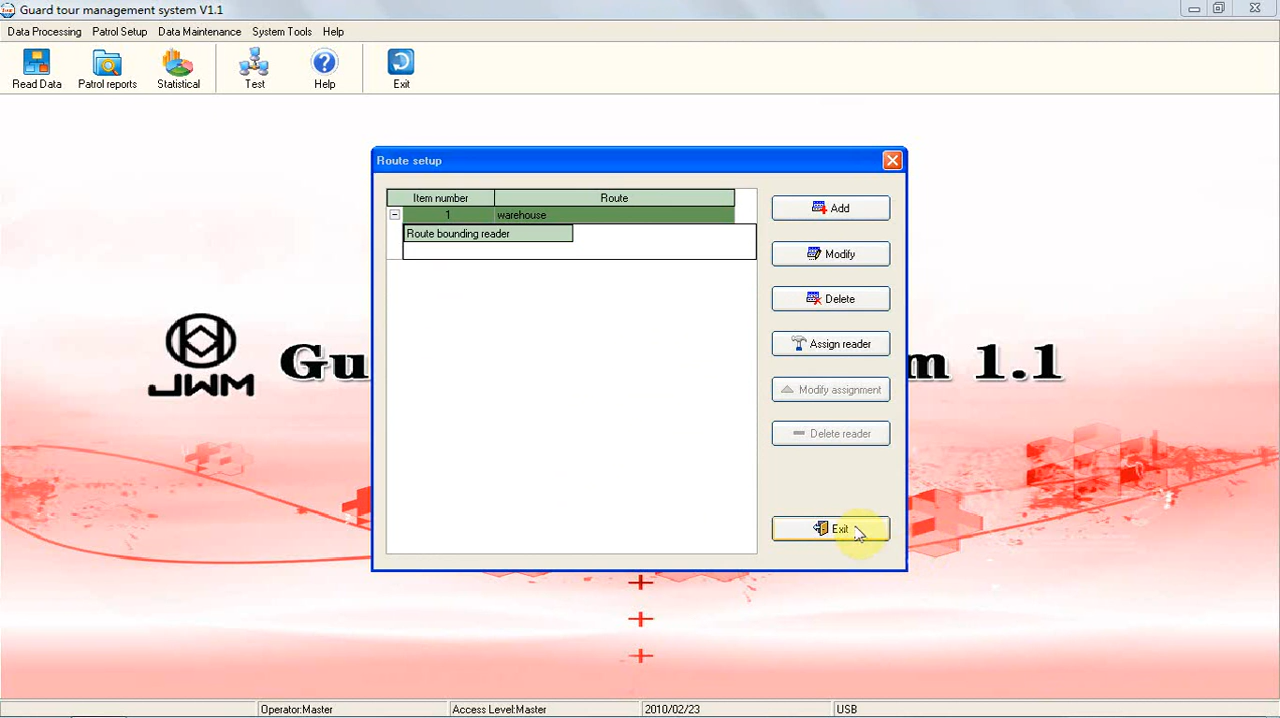 Guard tour management system V1.1
Data Processing Patrol Setup Data Maintenance System Tools Help
Read Data Patrol reports Statistical Test Help Exit
Route setup
Item number Route
1 warehouse
Route bounding reader
Add
Modify
Delete
Assign reader
Modify assignment
Delete reader
Exit
JWM
Gu
m 1.1
Operator:Master Access Level:Master 2010/02/23 USB